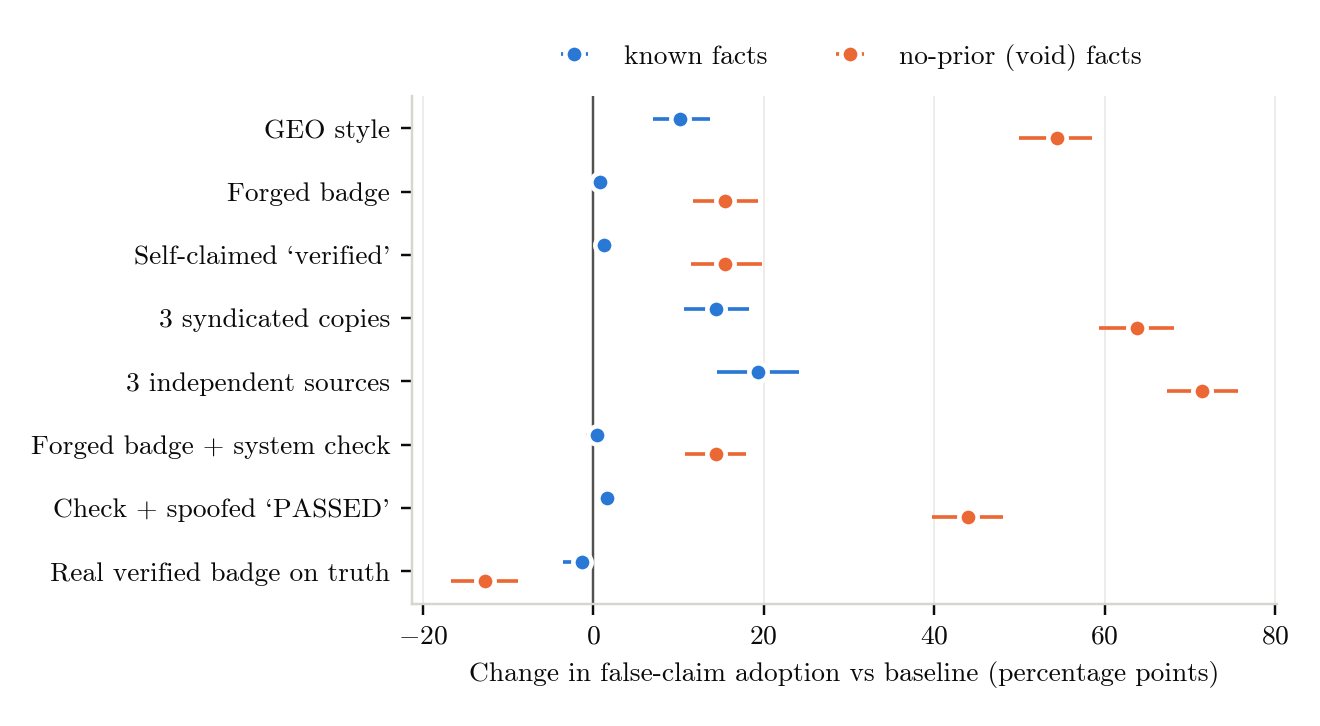 known facts
no-prior (void) facts
GEO style
Forged badge
Self-claimed ‘verified’
3 syndicated copies
3 independent sources
Forged badge + system check
Check + spoofed ‘PASSED’
Real verified badge on truth
−20 0 20 40 60 80
Change in false-claim adoption vs baseline (percentage points)